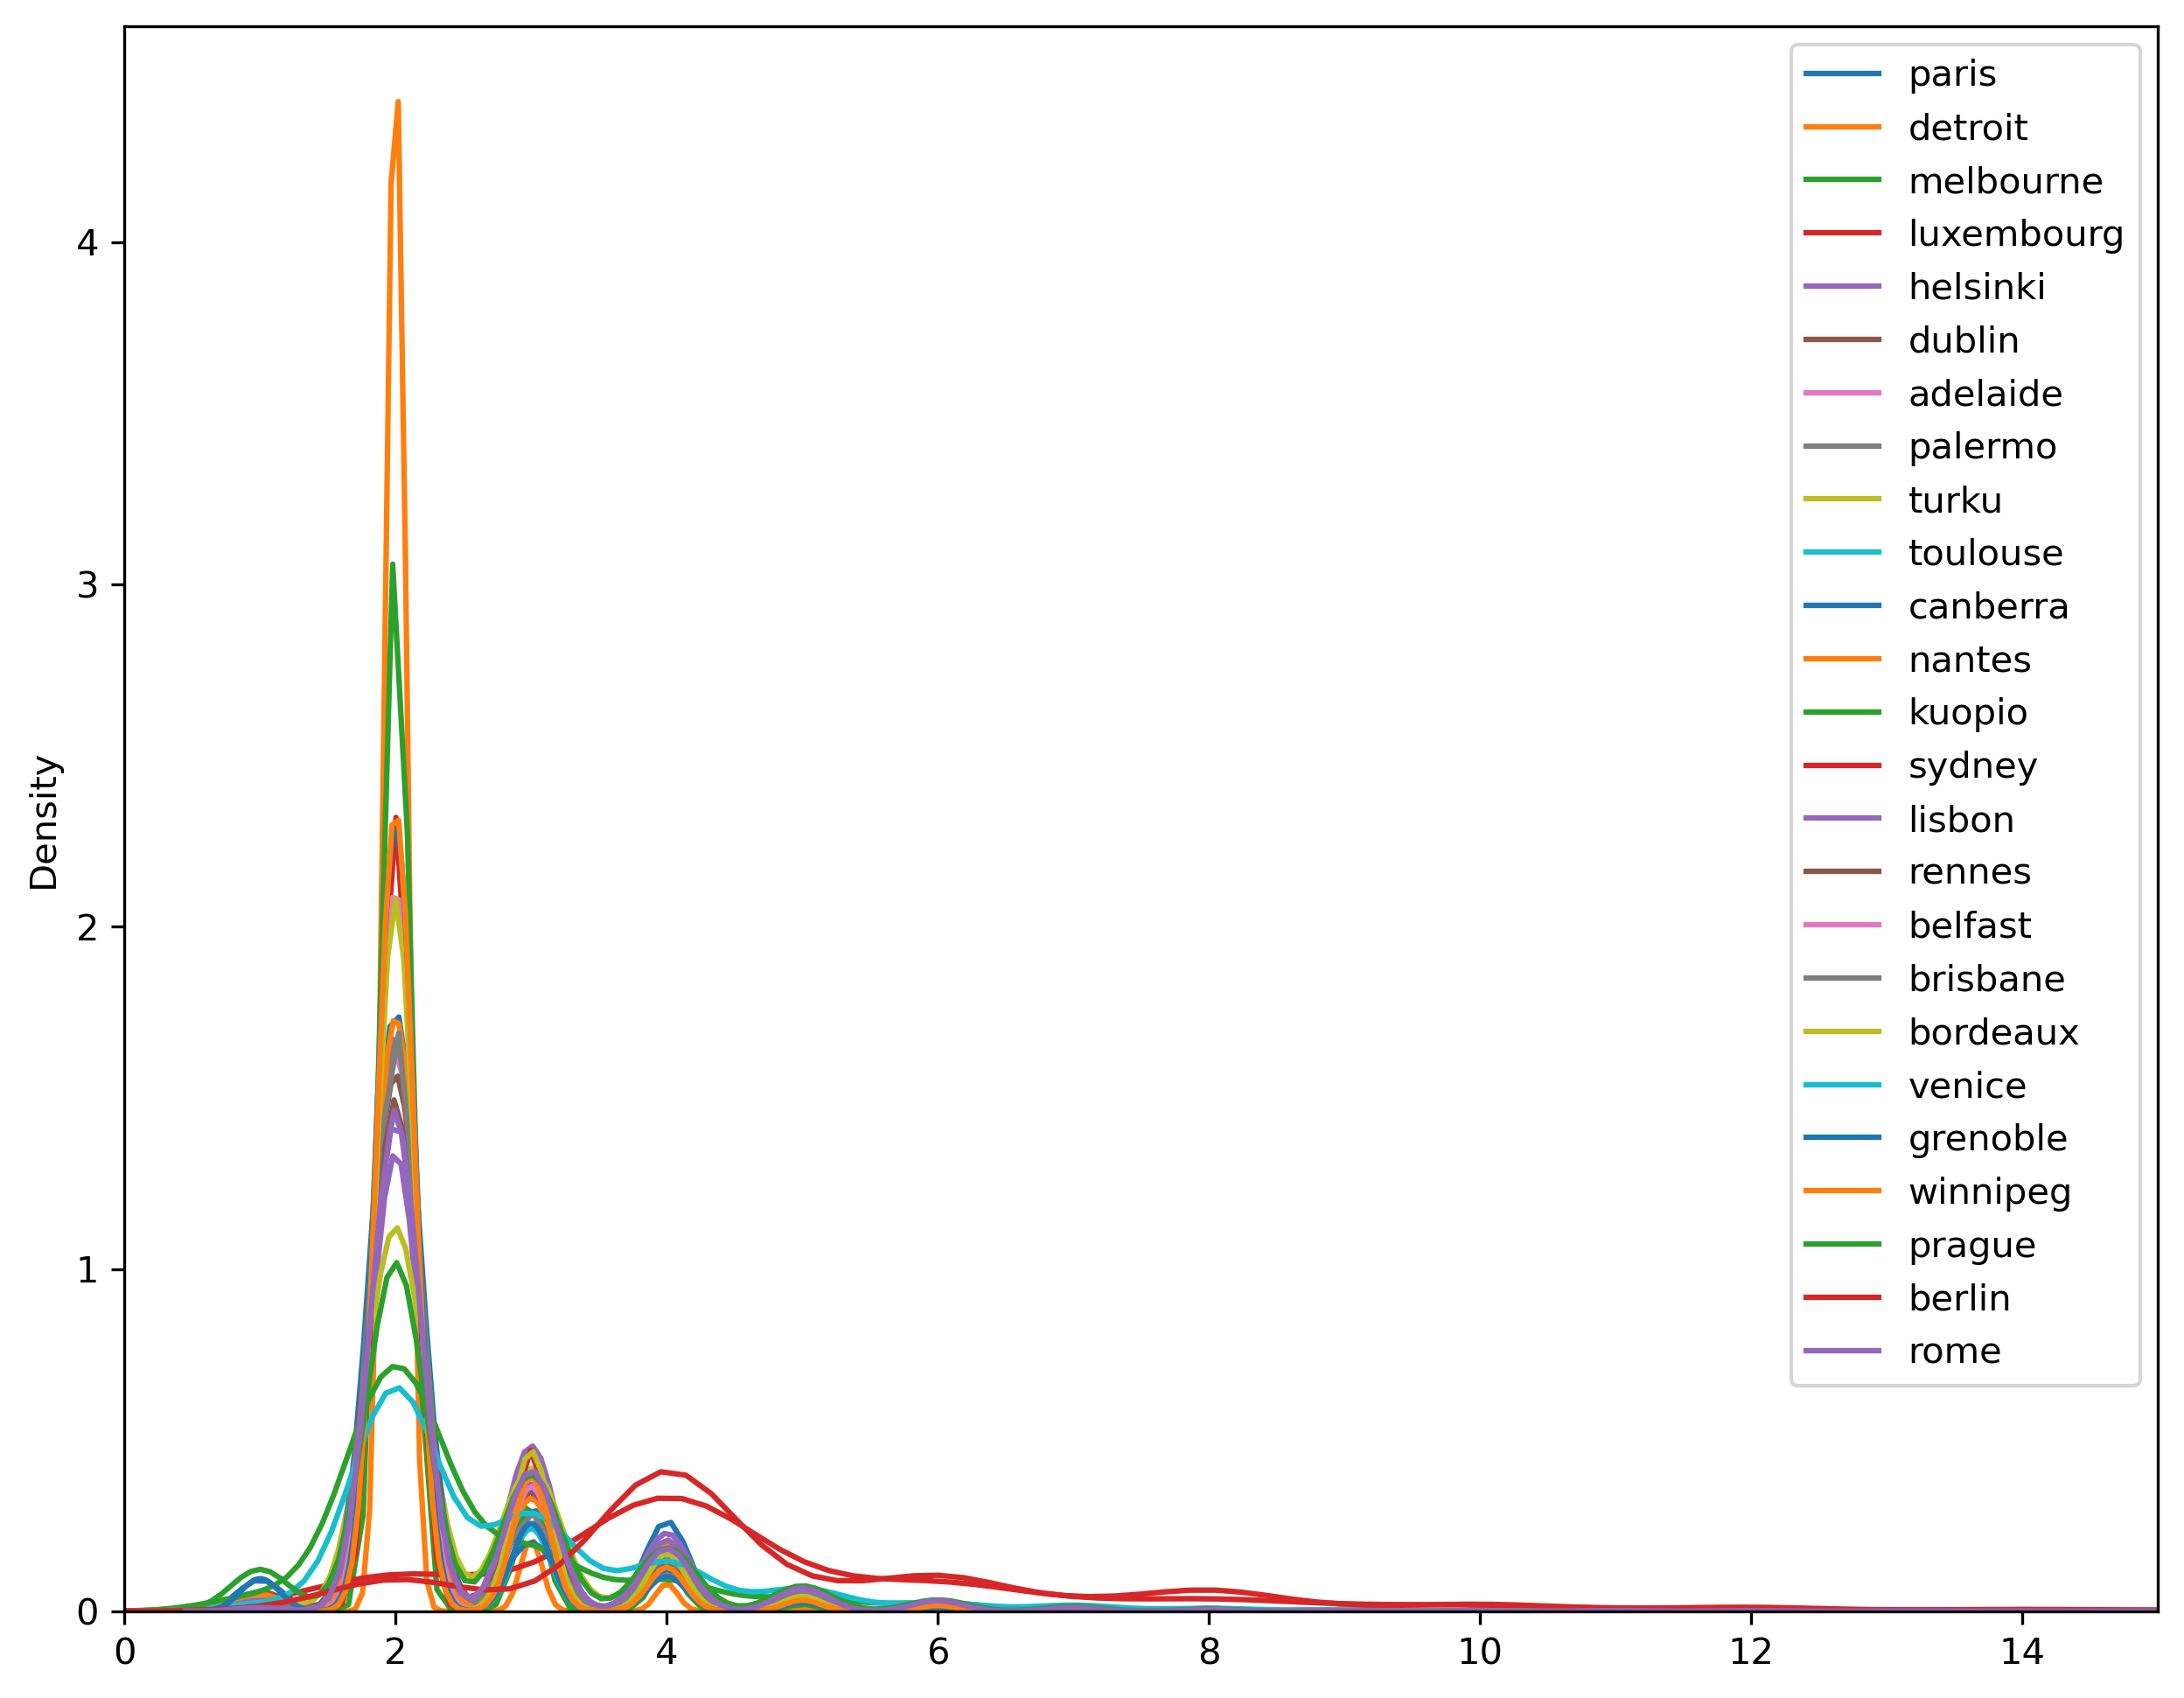 Density
4
3
2
1
0
0 2 4 6 8 10 12 14
paris
detroit
melbourne
luxembourg
helsinki
dublin
adelaide
palermo
turku
toulouse
canberra
nantes
kuopio
sydney
lisbon
rennes
belfast
brisbane
bordeaux
venice
grenoble
winnipeg
prague
berlin
rome